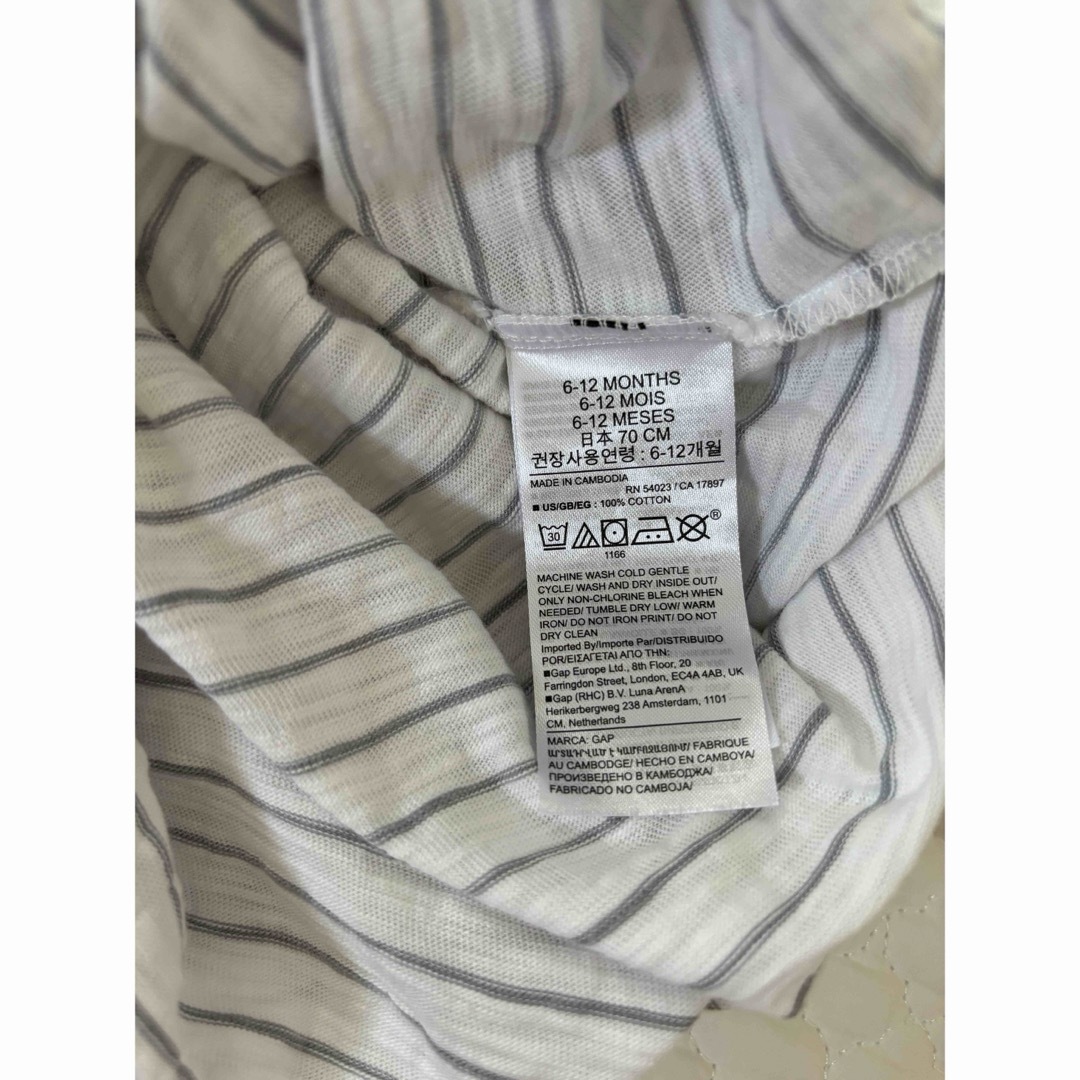 6-12 MONTHS
6-12 MOIS
6-12 MESES
日本 70 CM
권장사용연령 : 6-12개월
MADE IN CAMBODIA
RN 54023 / CA 17897
■ US/GB/EG : 100% COTTON
30
®
1166
MACHINE WASH COLD GENTLE
CYCLE/ WASH AND DRY INSIDE OUT/
ONLY NON-CHLORINE BLEACH WHEN
NEEDED/ TUMBLE DRY LOW/ WARM
IRON/ DO NOT IRON PRINT/ DO NOT
DRY CLEAN
Imported By/Importe Par/DISTRIBUIDO
POR/ΕΙΣΑΓΕΤΑΙ ΑΠΟ ΤΗΝ:
■Gap Europe Ltd., 8th Floor, 20
Farringdon Street, London, EC4A 4AB, UK
■Gap (RHC) B.V. Luna ArenA
Herikerbergweg 238 Amsterdam, 1101
CM, Netherlands
MARCA: GAP
ԱՐՏԱԴՐՎԱԾ Է ԿԱՄԲՈՋԱՅՈՒՄ/ FABRIQUE
AU CAMBODGE/ HECHO EN CAMBOYA/
ПРОИЗВЕДЕНО В КАМБОДЖА/
FABRICADO NO CAMBOJA/